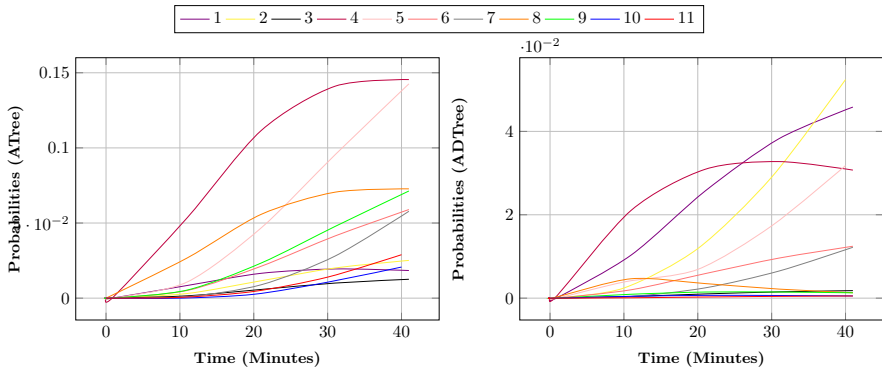 1 2 3 4 5 6 7 8 9 10 11
·10⁻²
0.15
0.1
·10⁻²
0
0 10 20 30 40
Time (Minutes)
Probabilities (ATree)
4
2
0
0 10 20 30 40
Time (Minutes)
Probabilities (ADTree)